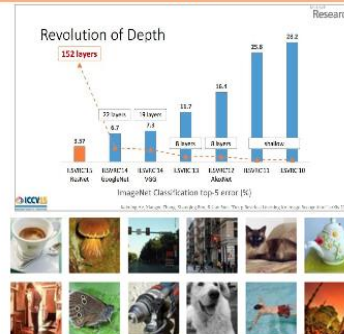 Research
Revolution of Depth
152 layers
28.2
25.8
16.4
11.7
22 layers
19 layers
6.7
7.3
3.57
8 layers
8 layers
shallow
ILSVRC'15
ResNet
ILSVRC'14
GoogleNet
ILSVRC'14
VGG
ILSVRC'13
ILSVRC'12
AlexNet
ILSVRC'11
ILSVRC'10
ImageNet Classification top-5 error (%)
ICCV15